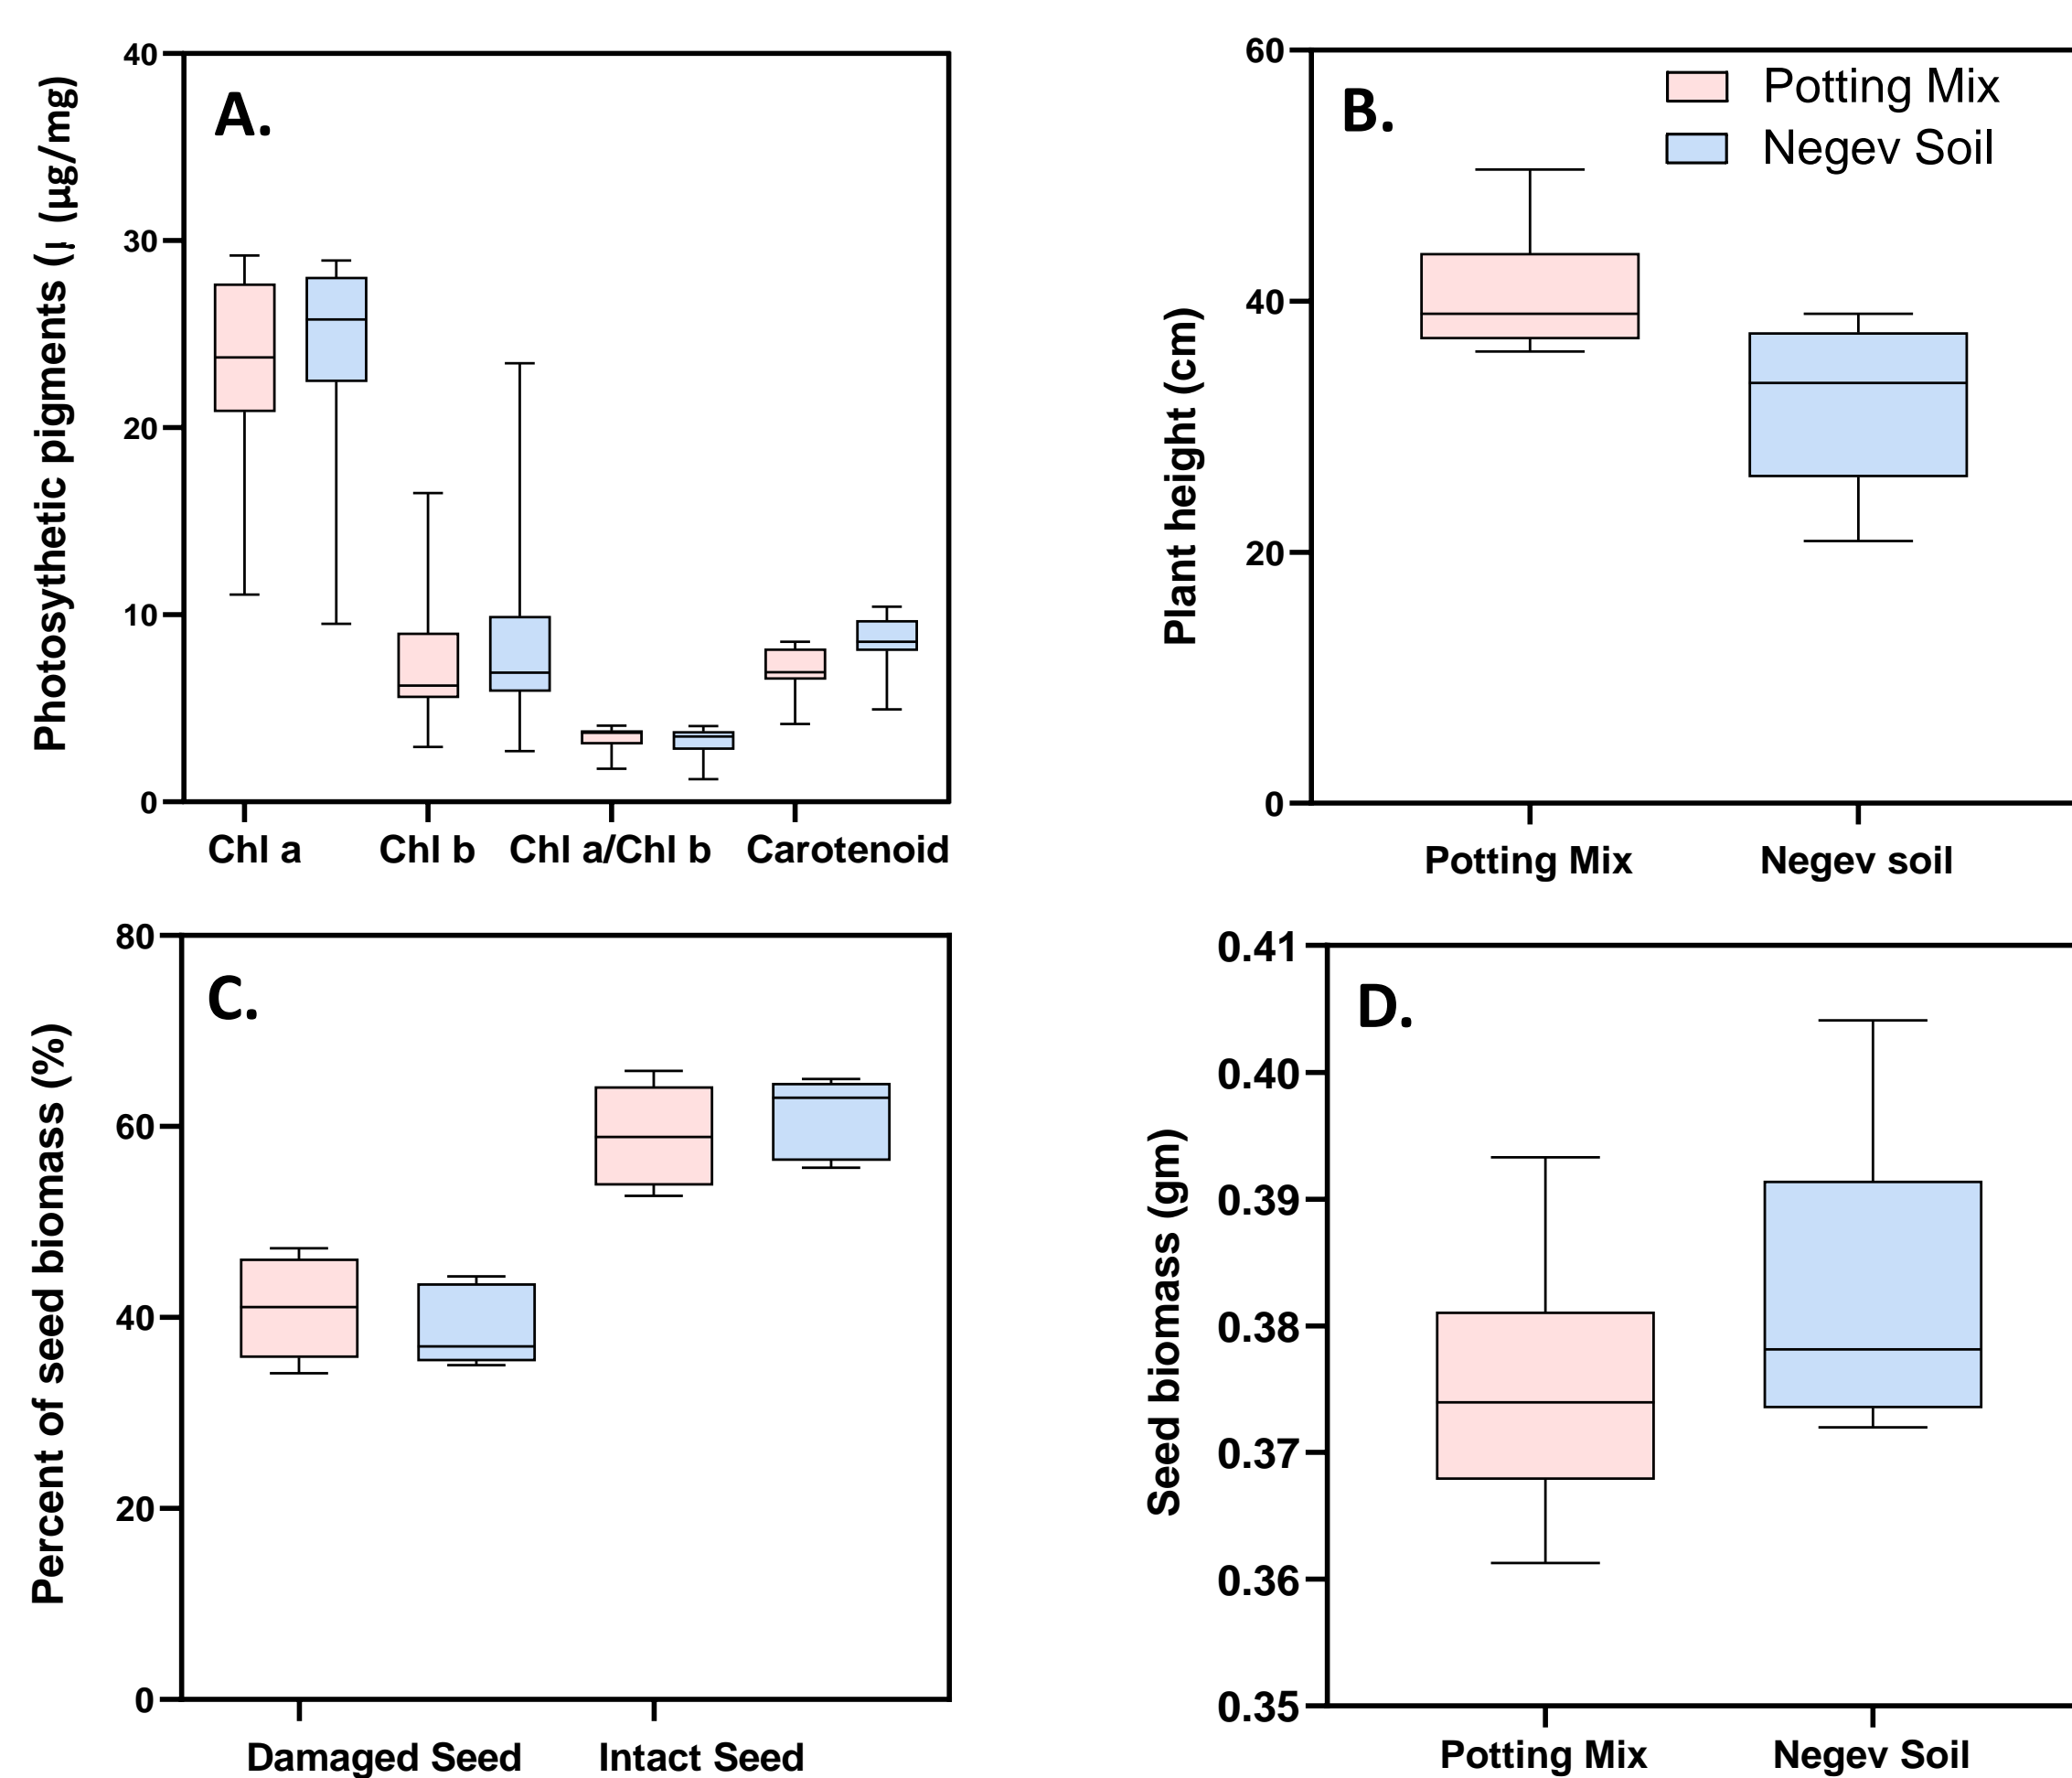 A.
Photosythetic pigments (µ (µg/mg)
40
30
20
10
0
Chl a
Chl b
Chl a/Chl b
Carotenoid
B.
Potting Mix
Negev Soil
Plant height (cm)
60
40
20
0
Potting Mix
Negev soil
C.
Percent of seed biomass (%)
80
60
40
20
0
Damaged Seed
Intact Seed
D.
Seed biomass (gm)
0.41
0.40
0.39
0.38
0.37
0.36
0.35
Potting Mix
Negev Soil